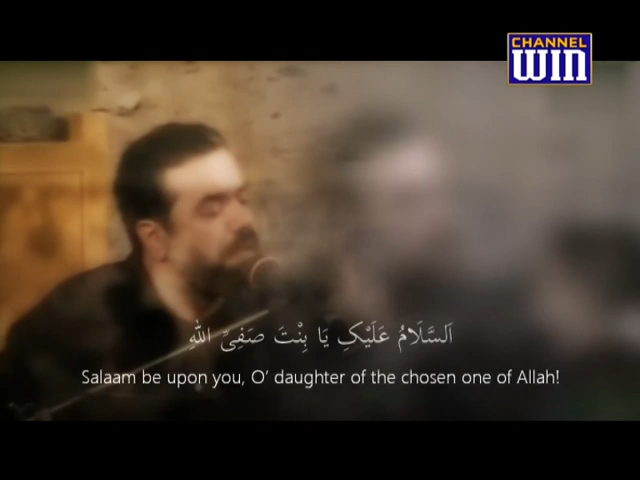 CHANNEL
WIN
اَلسَّلَامُ عَلَيْكِ يَا بِنْتَ صَفِيِّ اللهِ
Salaam be upon you, O’ daughter of the chosen one of Allah!